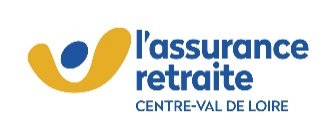 l'assurance
retraite
CENTRE-VAL DE LOIRE